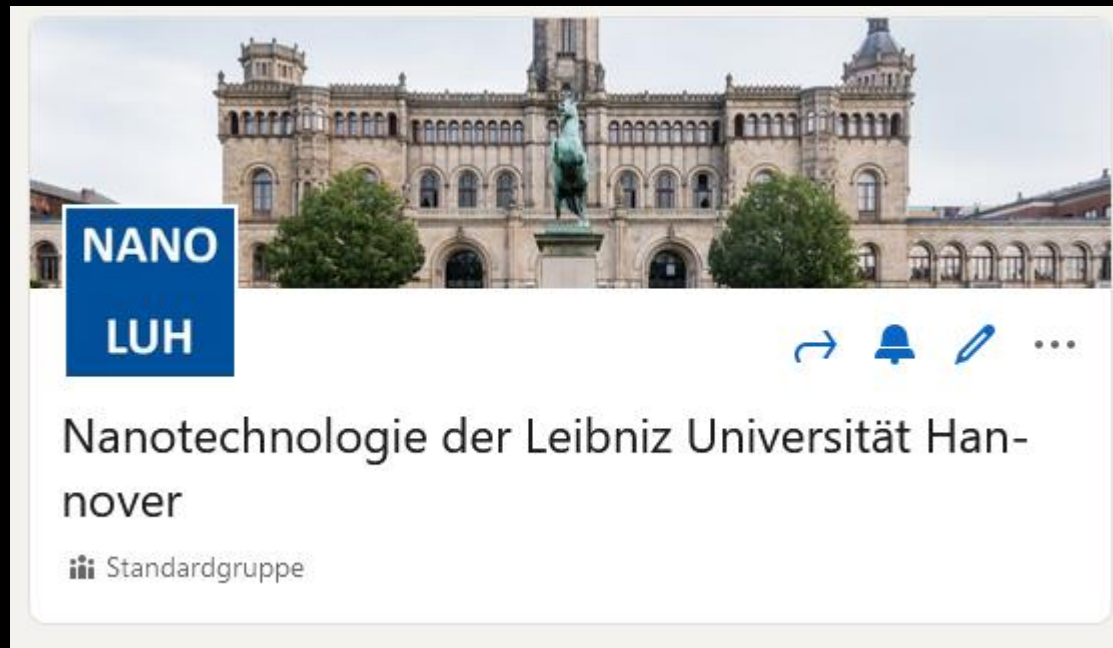 NANO
LUH
Nanotechnologie der Leibniz Universität Han-
nover
Standardgruppe